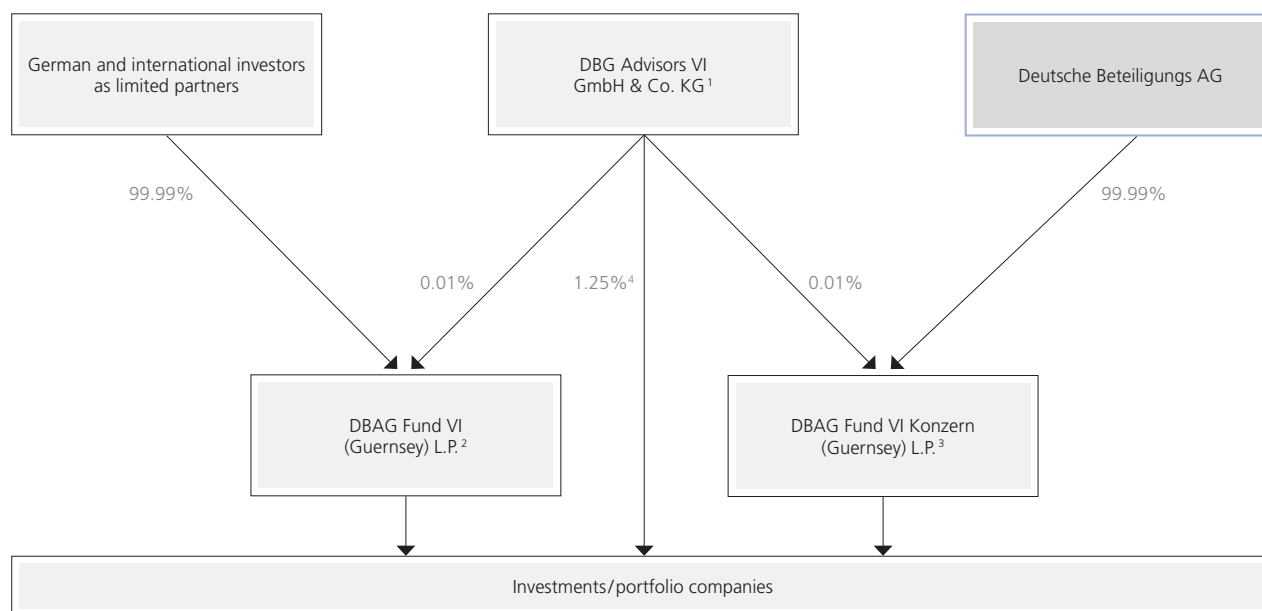 German and international investors
as limited partners
DBG Advisors VI
GmbH & Co. KG 1
Deutsche Beteiligungs AG
99.99%
99.99%
0.01%
1.25%4
0.01%
DBAG Fund VI
(Guernsey) L.P. 2
DBAG Fund VI Konzern
(Guernsey) L.P. 3
Investments/portfolio companies